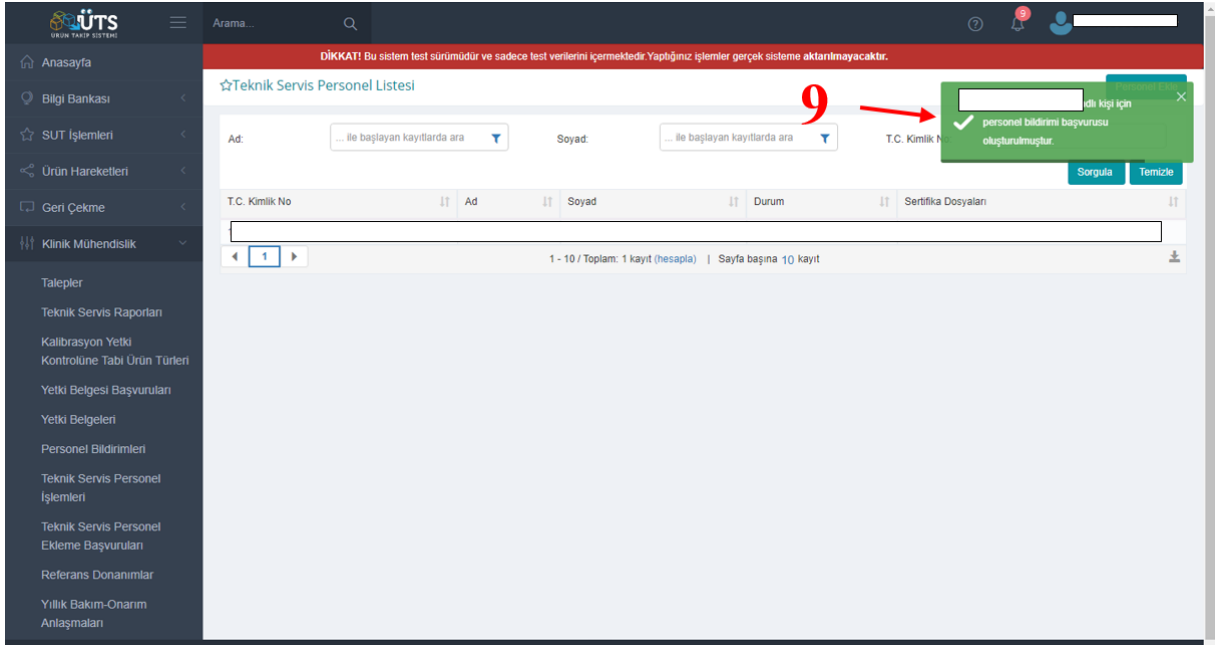 ÜTS
ÜRÜN TAKİP SİSTEMİ
Arama...
9
DİKKAT! Bu sistem test sürümüdür ve sadece test verilerini içermektedir.Yaptığınız işlemler gerçek sisteme aktarılmayacaktır.
Anasayfa
Bilgi Bankası
SUT İşlemleri
Ürün Hareketleri
Geri Çekme
Klinik Mühendislik
Talepler
Teknik Servis Raporları
Kalibrasyon Yetki
Kontrolüne Tabi Ürün Türleri
Yetki Belgesi Başvuruları
Yetki Belgeleri
Personel Bildirimleri
Teknik Servis Personel
İşlemleri
Teknik Servis Personel
Ekleme Başvuruları
Referans Donanımlar
Yıllık Bakım-Onarım
Anlaşmaları
Teknik Servis Personel Listesi
Personel Ekle
9
dlı kişi için
personel bildirimi başvurusu
oluşturulmuştur.
Ad: ... ile başlayan kayıtlarda ara Soyad: ... ile başlayan kayıtlarda ara T.C. Kimlik N
Sorgula Temizle
T.C. Kimlik No Ad Soyad Durum Sertifika Dosyaları
1 1 - 10 / Toplam: 1 kayıt (hesapla) | Sayfa başına 10 kayıt